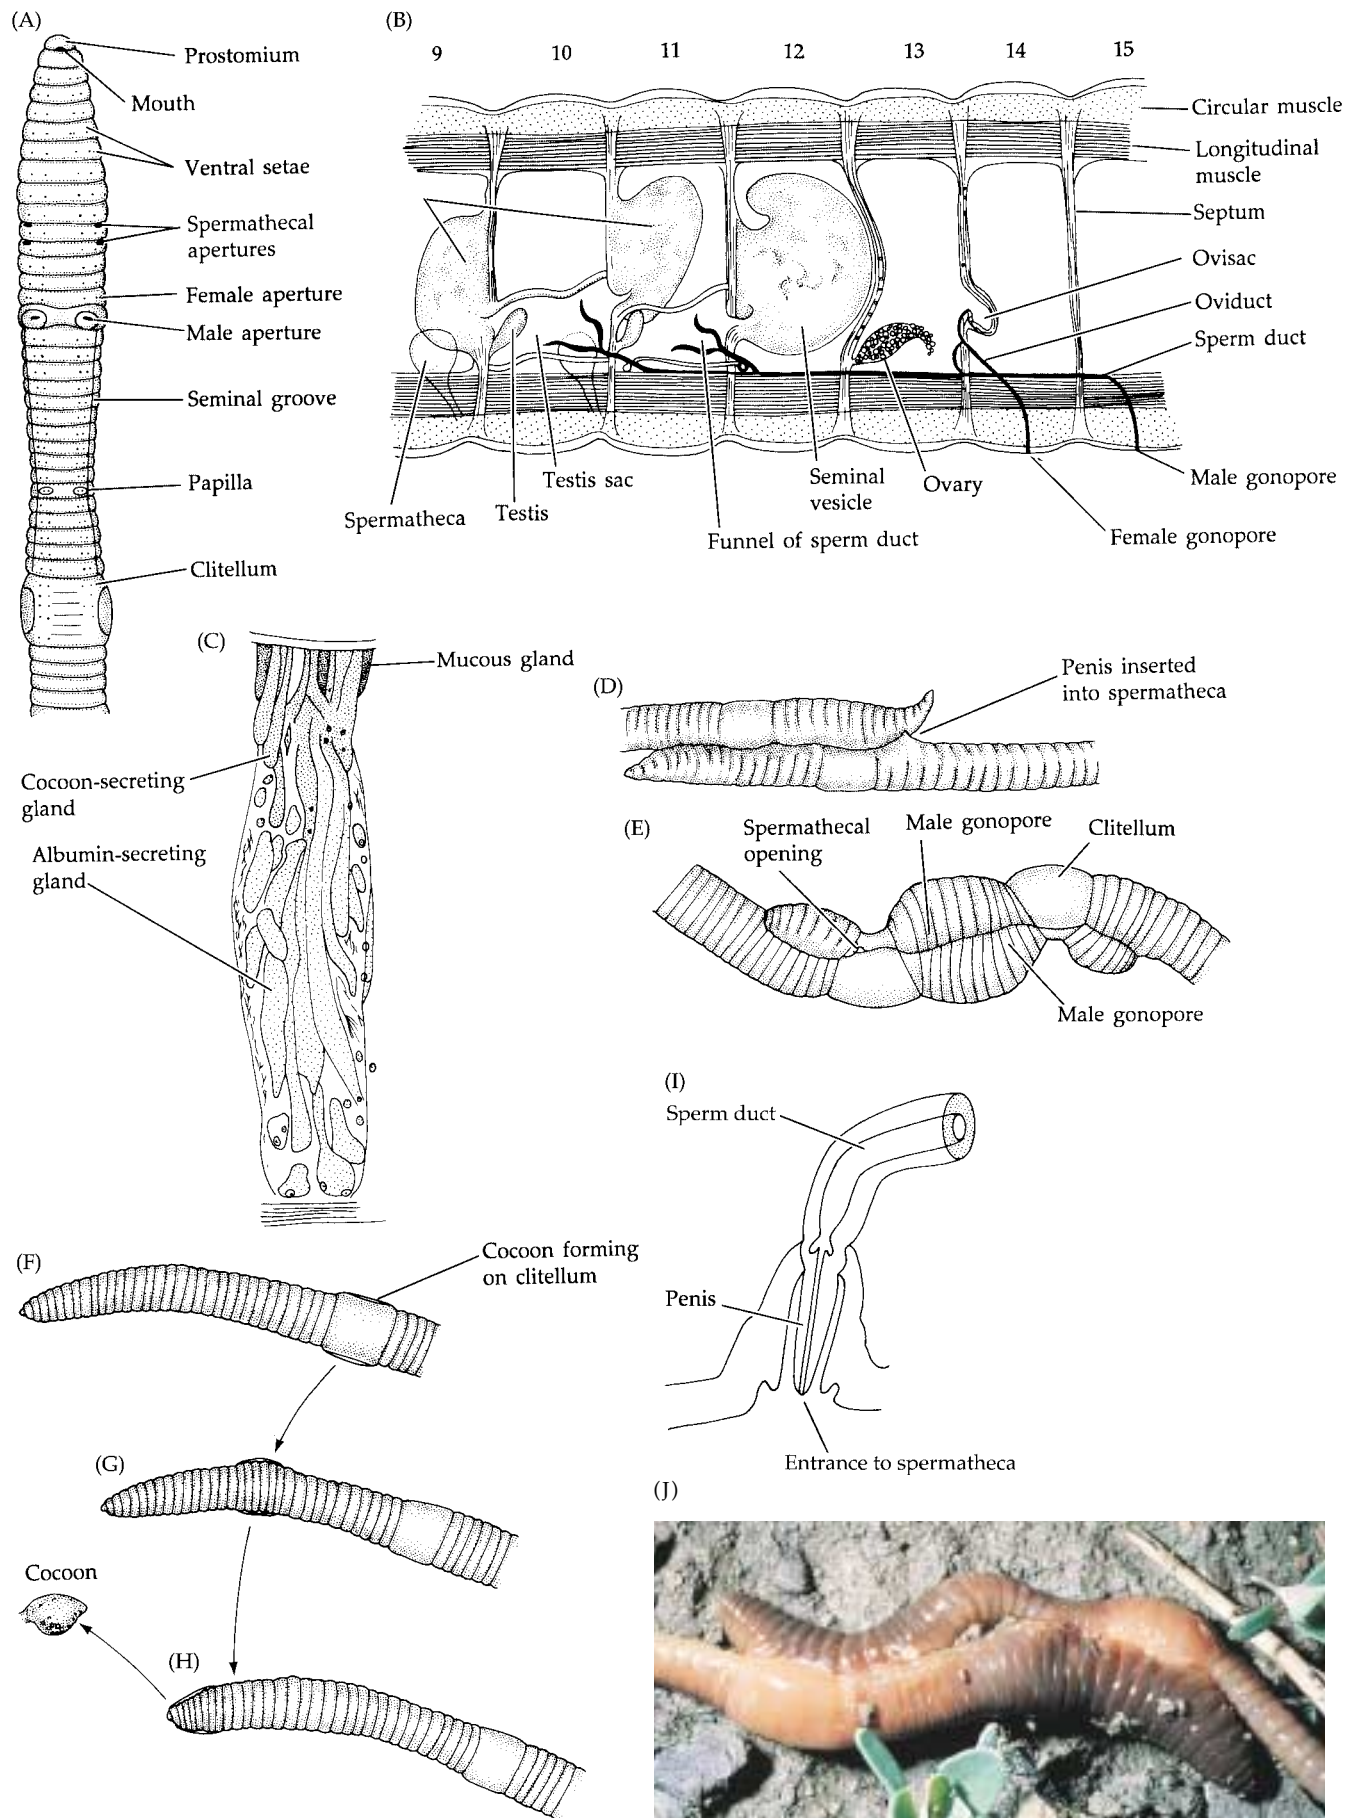 (A)
Prostomium
Mouth
Ventral setae
Spermathecal
apertures
Female aperture
Male aperture
Seminal groove
Papilla
Clitellum
(B)
9 10 11 12 13 14 15
Circular muscle
Longitudinal
muscle
Septum
Ovisac
Oviduct
Sperm duct
Male gonopore
Female gonopore
Ovary
Seminal
vesicle
Funnel of sperm duct
Testis sac
Testis
Spermatheca
(C)
Mucous gland
Cocoon-secreting
gland
Albumin-secreting
gland
(D)
Penis inserted
into spermatheca
(E)
Spermathecal
opening
Male gonopore
Clitellum
Male gonopore
(F)
Cocoon forming
on clitellum
(G)
Cocoon
(H)
(I)
Sperm duct
Penis
Entrance to spermatheca
(J)